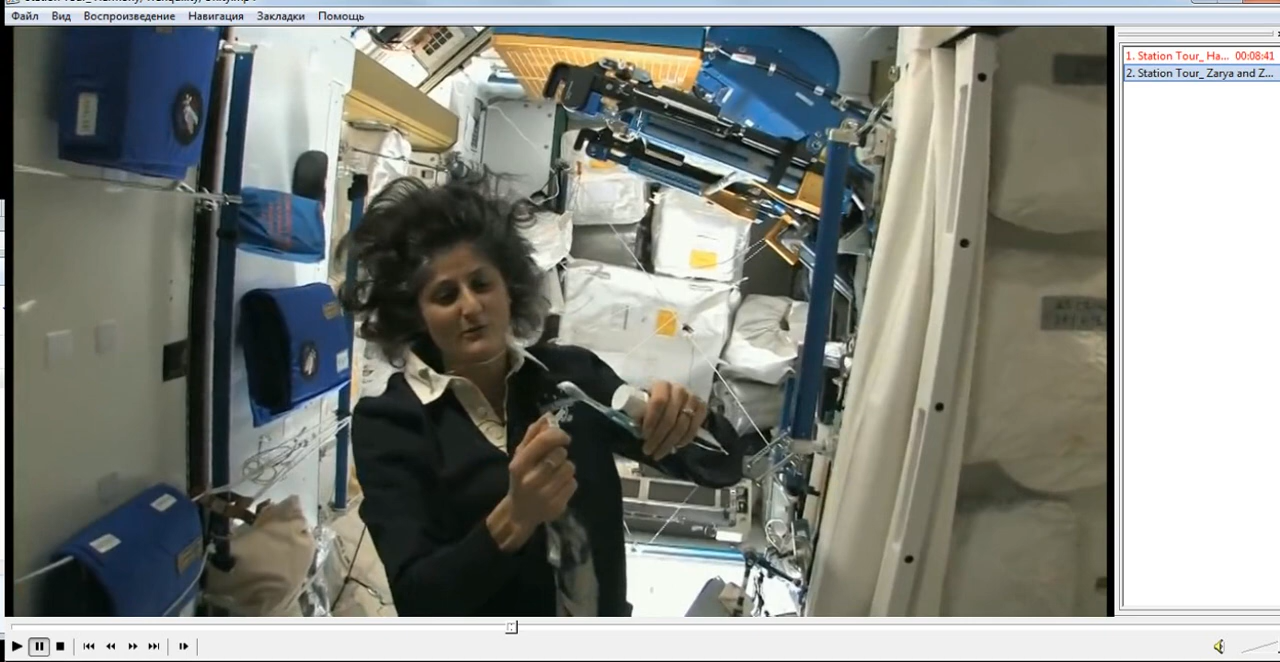 Файл Вид Воспроизведение Навигация Закладки Помощь
1. Station Tour_ Ha... 00:08:41
2. Station Tour_ Zarya and Z...